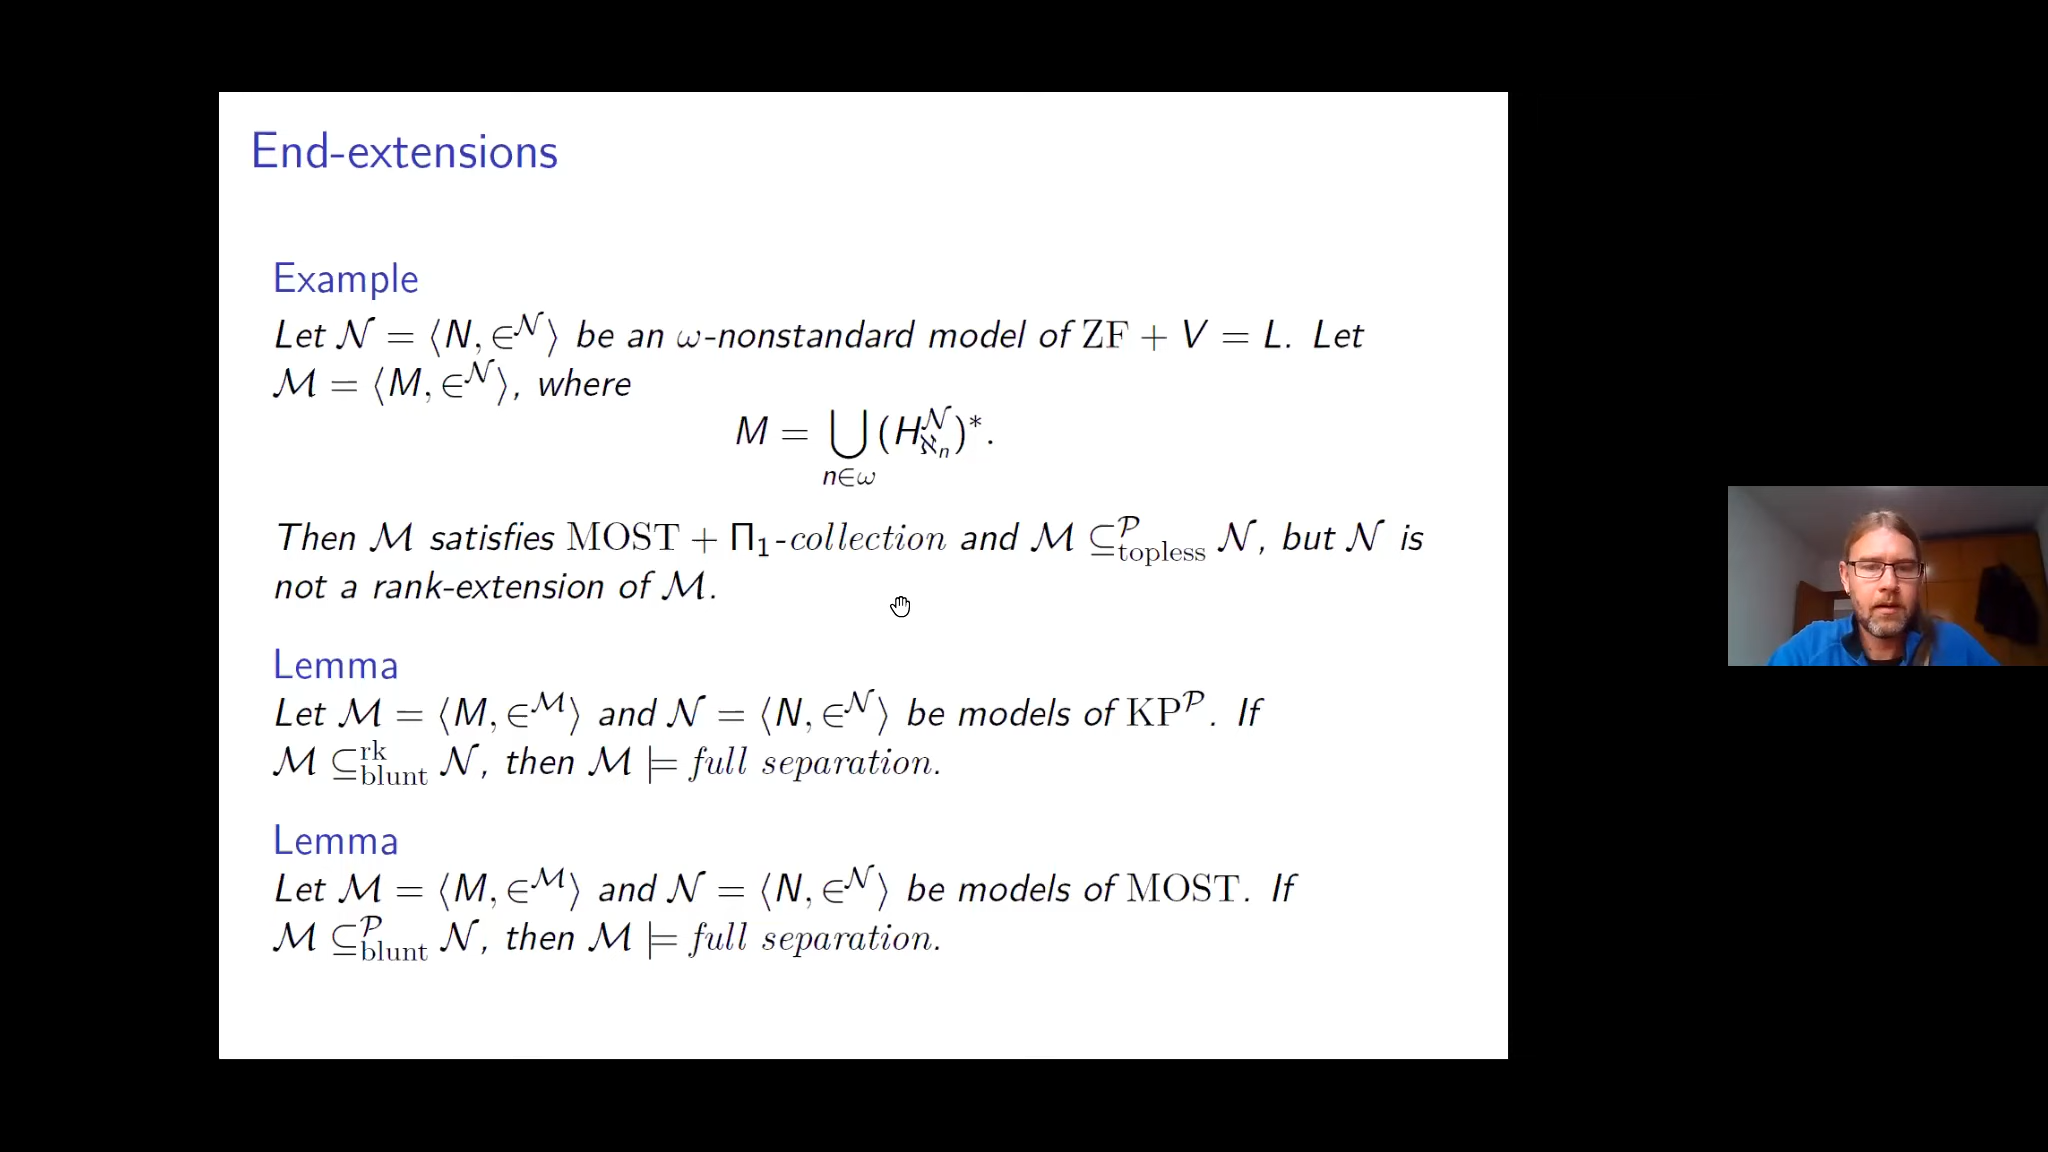 End-extensions
Example
Let 𝒩 = ⟨N, ∈^𝒩⟩ be an ω-nonstandard model of ZF + V = L. Let
ℳ = ⟨M, ∈^𝒩⟩, where
M = ⋃_{n∈ω} (H^𝒩_{ℵ_n})*.
Then ℳ satisfies MOST + Π₁-collection and ℳ ⊆^𝒫_topless 𝒩, but 𝒩 is
not a rank-extension of ℳ.
Lemma
Let ℳ = ⟨M, ∈^ℳ⟩ and 𝒩 = ⟨N, ∈^𝒩⟩ be models of KP^𝒫. If
ℳ ⊆^rk_blunt 𝒩, then ℳ ⊨ full separation.
Lemma
Let ℳ = ⟨M, ∈^ℳ⟩ and 𝒩 = ⟨N, ∈^𝒩⟩ be models of MOST. If
ℳ ⊆^𝒫_blunt 𝒩, then ℳ ⊨ full separation.